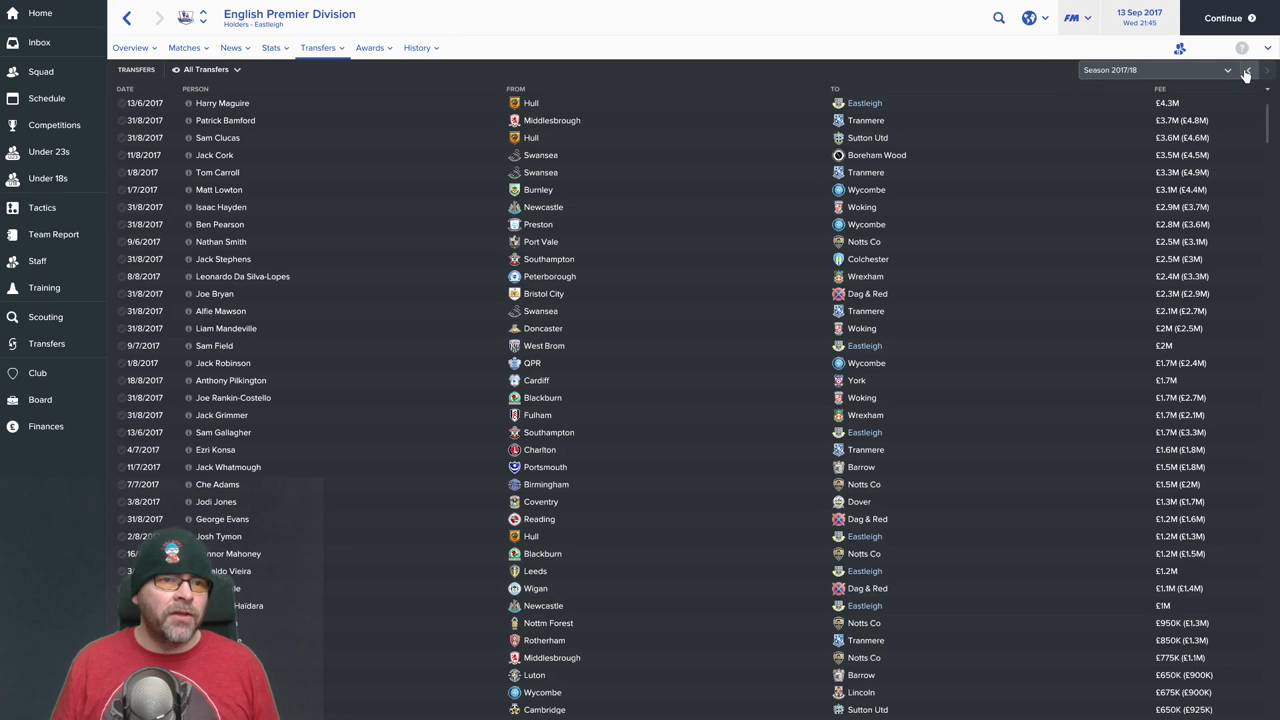 Home
English Premier Division
Holders - Eastleigh
FM
13 Sep 2017
Wed 21:45
Continue
Inbox
Overview Matches News Stats Transfers Awards History
Squad
TRANSFERS All Transfers Season 2017/18
DATE PERSON FROM TO FEE
Schedule
Competitions
Under 23s
Under 18s
Tactics
Team Report
Staff
Training
Scouting
Transfers
Club
Board
Finances
13/6/2017 Harry Maguire Hull Eastleigh £4.3M
31/8/2017 Patrick Bamford Middlesbrough Tranmere £3.7M (£4.8M)
31/8/2017 Sam Clucas Hull Sutton Utd £3.6M (£4.6M)
11/8/2017 Jack Cork Swansea Boreham Wood £3.5M (£4.5M)
1/8/2017 Tom Carroll Swansea Tranmere £3.3M (£4.9M)
1/7/2017 Matt Lowton Burnley Wycombe £3.1M (£4.4M)
31/8/2017 Isaac Hayden Newcastle Woking £2.9M (£3.7M)
31/8/2017 Ben Pearson Preston Wycombe £2.8M (£3.6M)
9/6/2017 Nathan Smith Port Vale Notts Co £2.5M (£3.1M)
31/8/2017 Jack Stephens Southampton Colchester £2.5M (£3M)
8/8/2017 Leonardo Da Silva-Lopes Peterborough Wrexham £2.4M (£3.3M)
31/8/2017 Joe Bryan Bristol City Dag & Red £2.3M (£2.9M)
31/8/2017 Alfie Mawson Swansea Tranmere £2.1M (£2.7M)
31/8/2017 Liam Mandeville Doncaster Woking £2M (£2.5M)
9/7/2017 Sam Field West Brom Eastleigh £2M
1/8/2017 Jack Robinson QPR Wycombe £1.7M (£2.4M)
18/8/2017 Anthony Pilkington Cardiff York £1.7M
31/8/2017 Joe Rankin-Costello Blackburn Woking £1.7M (£2.7M)
31/8/2017 Jack Grimmer Fulham Wrexham £1.7M (£2.1M)
13/6/2017 Sam Gallagher Southampton Eastleigh £1.7M (£3.3M)
4/7/2017 Ezri Konsa Charlton Tranmere £1.6M (£1.8M)
11/7/2017 Jack Whatmough Portsmouth Barrow £1.5M (£1.8M)
7/7/2017 Che Adams Birmingham Notts Co £1.5M (£2M)
3/8/2017 Jodi Jones Coventry Dover £1.3M (£1.7M)
31/8/2017 George Evans Reading Dag & Red £1.2M (£1.6M)
2/8/20 Josh Tymon Hull Eastleigh £1.2M (£1.3M)
16/ nnor Mahoney Blackburn Notts Co £1.2M (£1.5M)
3/ aldo Vieira Leeds Eastleigh £1.2M
Wigan Dag & Red £1.1M (£1.4M)
Haïdara Newcastle Eastleigh £1M
Nottm Forest Notts Co £950K (£1.3M)
Rotherham Tranmere £850K (£1.3M)
Middlesbrough Notts Co £775K (£1.1M)
Luton Barrow £650K (£900K)
Wycombe Lincoln £675K (£900K)
Cambridge Sutton Utd £650K (£925K)